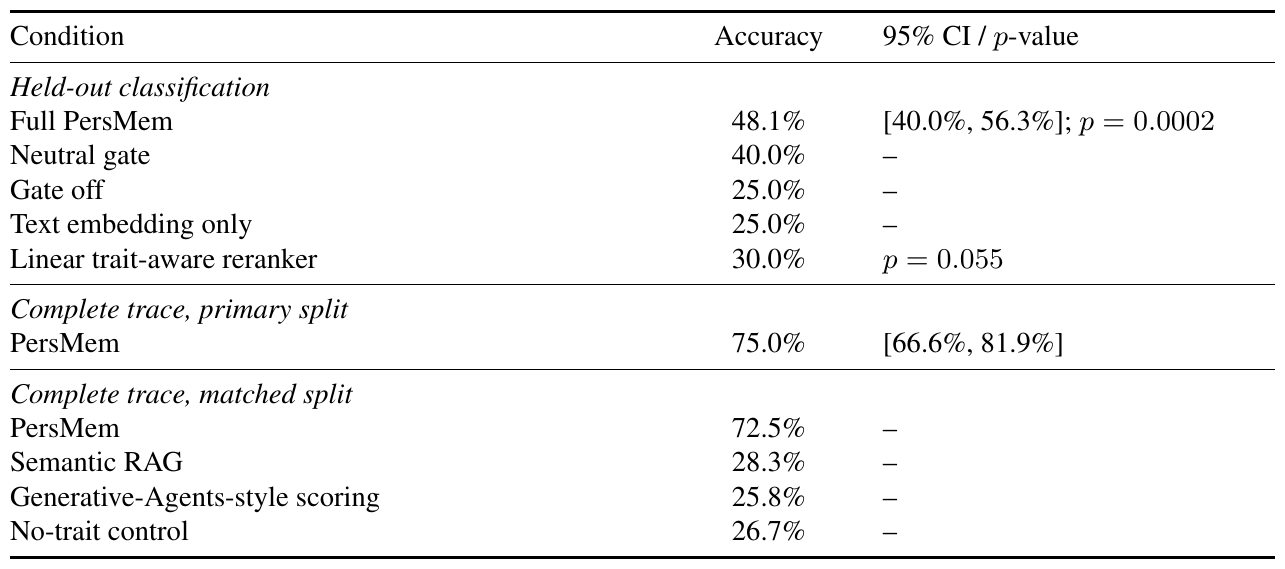 Condition Accuracy 95% CI / p-value
Held-out classification
Full PersMem 48.1% [40.0%, 56.3%]; p = 0.0002
Neutral gate 40.0% –
Gate off 25.0% –
Text embedding only 25.0% –
Linear trait-aware reranker 30.0% p = 0.055
Complete trace, primary split
PersMem 75.0% [66.6%, 81.9%]
Complete trace, matched split
PersMem 72.5% –
Semantic RAG 28.3% –
Generative-Agents-style scoring 25.8% –
No-trait control 26.7% –